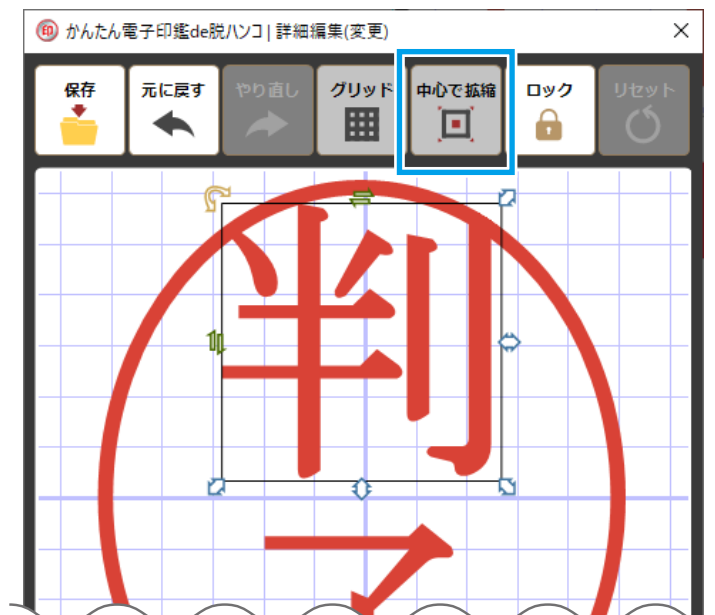 印 かんたん電子印鑑de脱ハンコ | 詳細編集(変更)
保存 元に戻す やり直し グリッド 中心で拡縮 ロック リセット
判